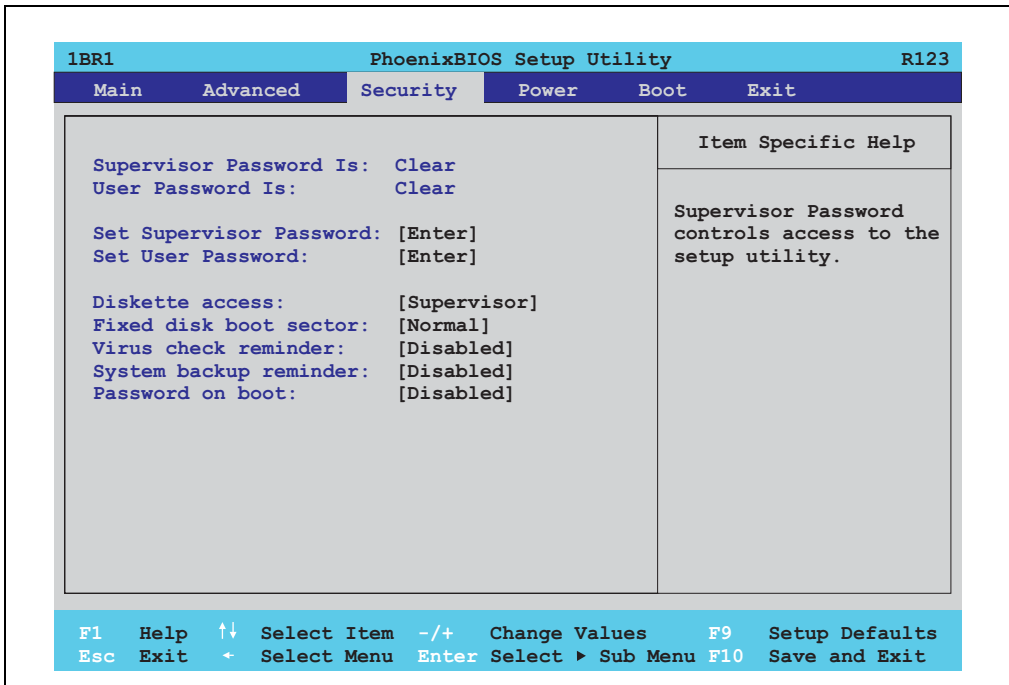 1BR1 PhoenixBIOS Setup Utility R123
Main Advanced Security Power Boot Exit
Item Specific Help
Supervisor Password Is: Clear
User Password Is: Clear
Set Supervisor Password: [Enter]
Set User Password: [Enter]
Diskette access: [Supervisor]
Fixed disk boot sector: [Normal]
Virus check reminder: [Disabled]
System backup reminder: [Disabled]
Password on boot: [Disabled]
Supervisor Password
controls access to the
setup utility.
F1 Help ↑↓ Select Item -/+ Change Values F9 Setup Defaults
Esc Exit ← Select Menu Enter Select ▶ Sub Menu F10 Save and Exit